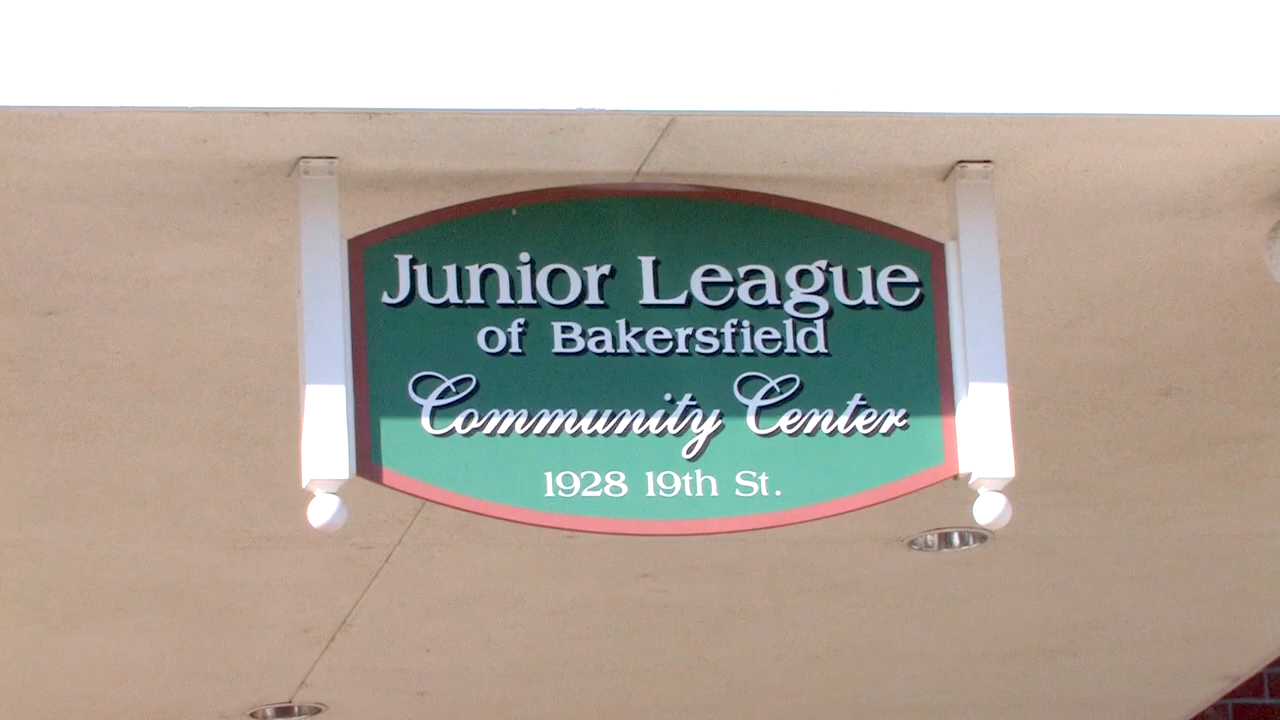 Junior League
of Bakersfield
Community Center
1928 19th St.